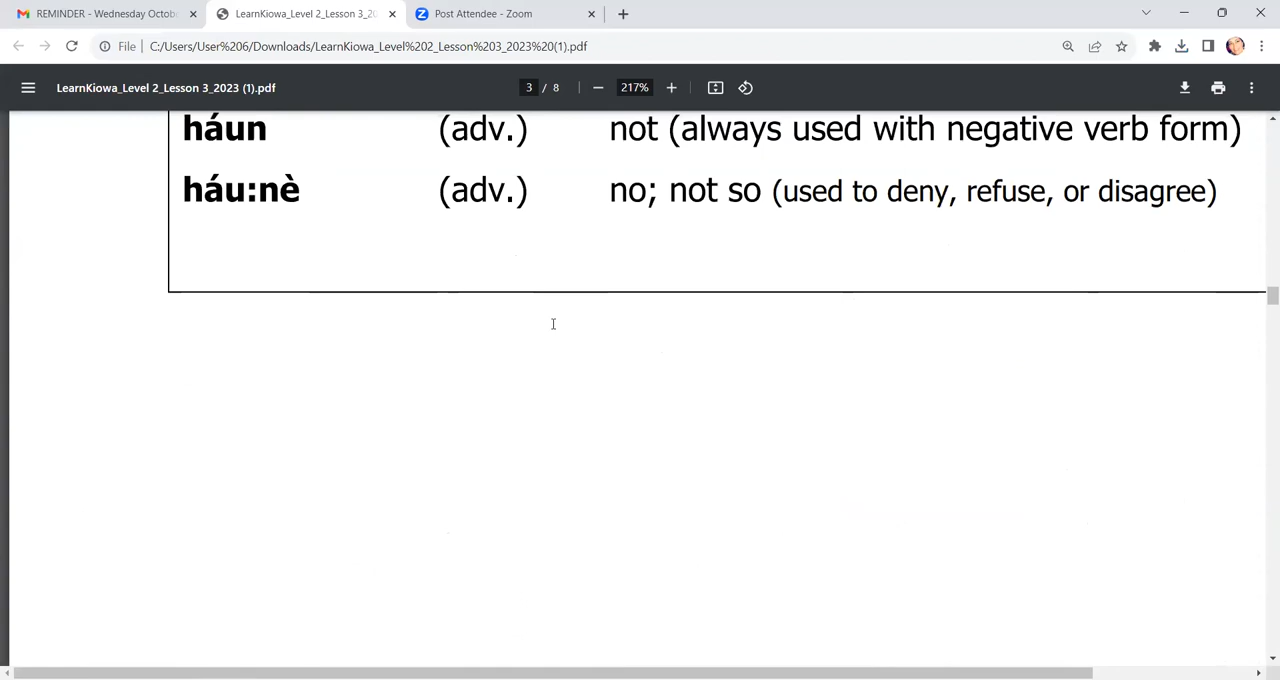 REMINDER - Wednesday Octob
LearnKiowa_Level 2_Lesson 3_20
Post Attendee - Zoom
File
C:/Users/User%206/Downloads/LearnKiowa_Level%202_Lesson%203_2023%20(1).pdf
LearnKiowa_Level 2_Lesson 3_2023 (1).pdf
3 / 8
217%
háun (adv.) not (always used with negative verb form)
háu:nè (adv.) no; not so (used to deny, refuse, or disagree)